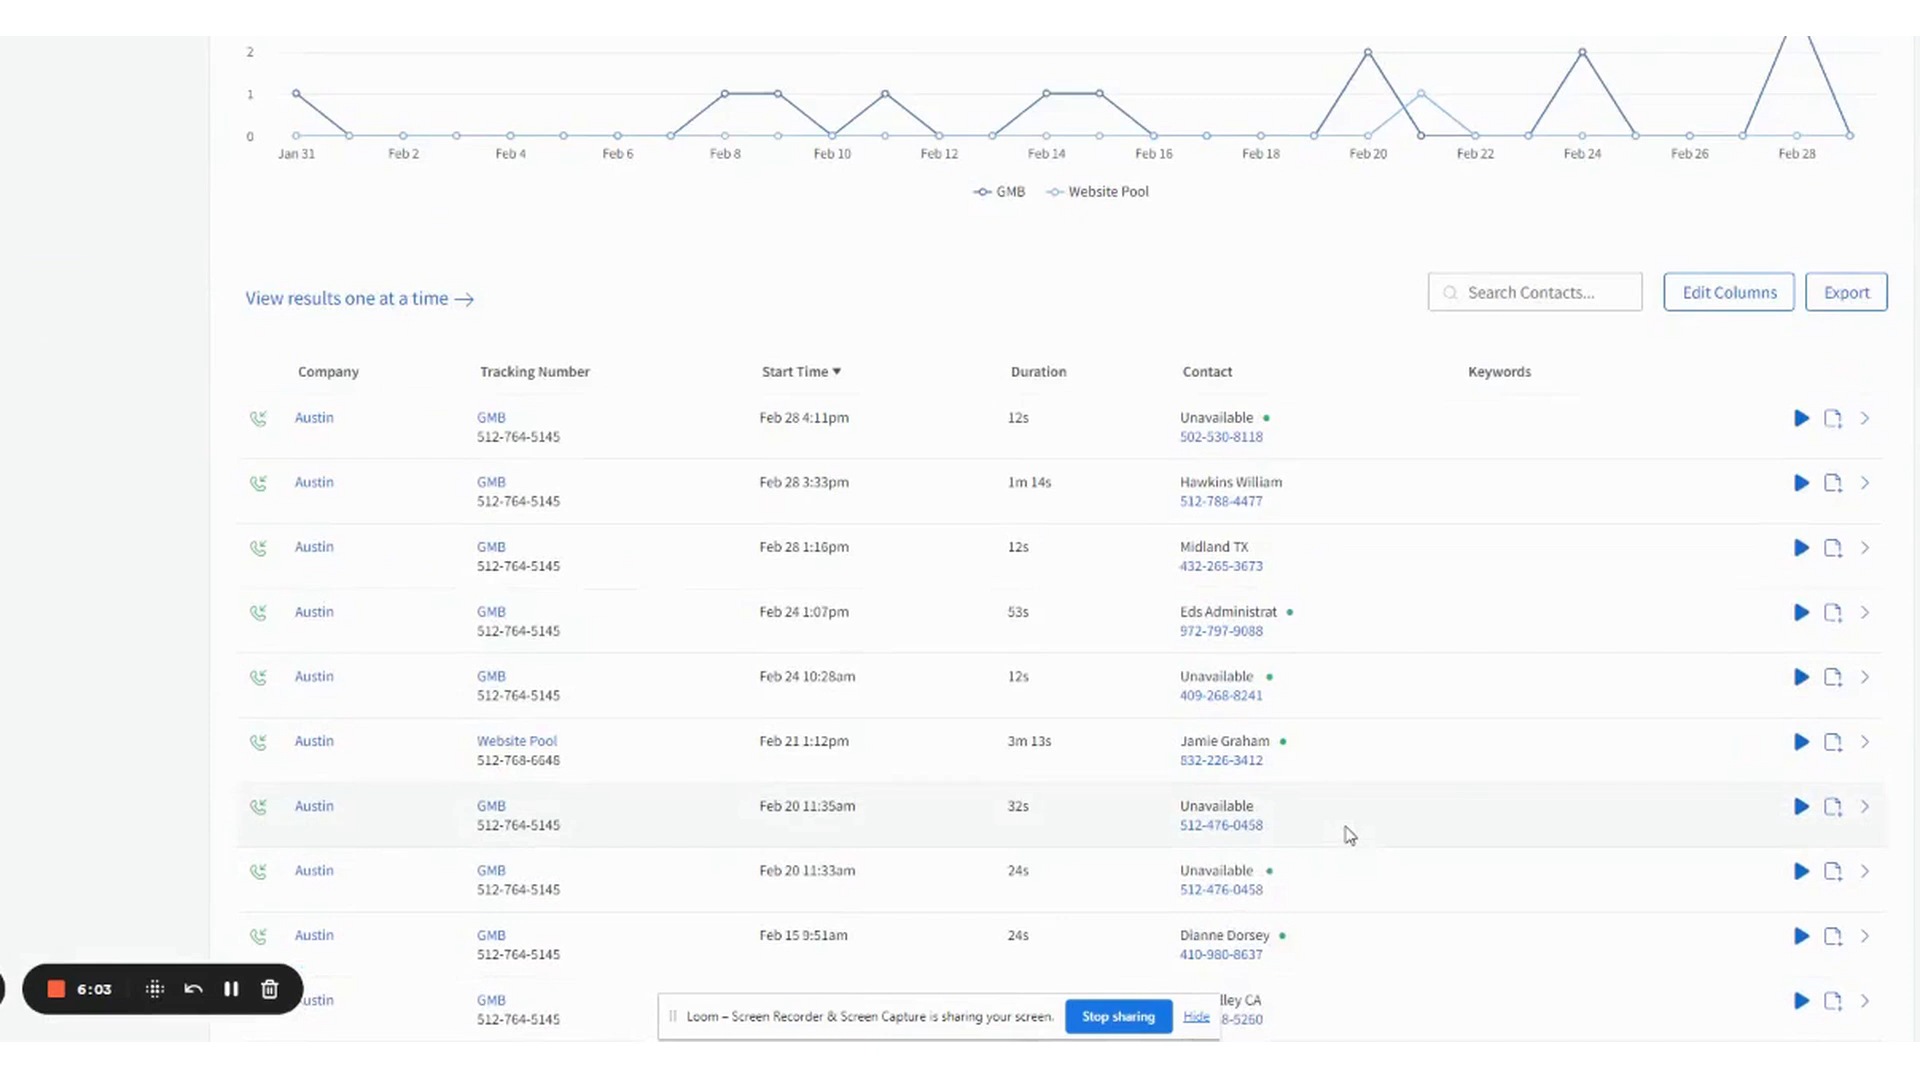 2
1
0
Jan 31 Feb 2 Feb 4 Feb 6 Feb 8 Feb 10 Feb 12 Feb 14 Feb 16 Feb 18 Feb 20 Feb 22 Feb 24 Feb 26 Feb 28
GMB Website Pool
View results one at a time →
Search Contacts...
Edit Columns
Export
Company Tracking Number Start Time ▼ Duration Contact Keywords
Austin GMB Feb 28 4:11pm 12s Unavailable
512-764-5145 502-530-8118
Austin GMB Feb 28 3:33pm 1m 14s Hawkins William
512-764-5145 512-788-4477
Austin GMB Feb 28 1:16pm 12s Midland TX
512-764-5145 432-265-3673
Austin GMB Feb 24 1:07pm 53s Eds Administrat
512-764-5145 972-797-9088
Austin GMB Feb 24 10:28am 12s Unavailable
512-764-5145 409-268-8241
Austin Website Pool Feb 21 1:12pm 3m 13s Jamie Graham
512-768-6648 832-226-3412
Austin GMB Feb 20 11:35am 32s Unavailable
512-764-5145 512-476-0458
Austin GMB Feb 20 11:33am 24s Unavailable
512-764-5145 512-476-0458
Austin GMB Feb 15 9:51am 24s Dianne Dorsey
512-764-5145 410-980-8637
ustin GMB lley CA
512-764-5145 8-5260
6:03
Loom – Screen Recorder & Screen Capture is sharing your screen. Stop sharing Hide